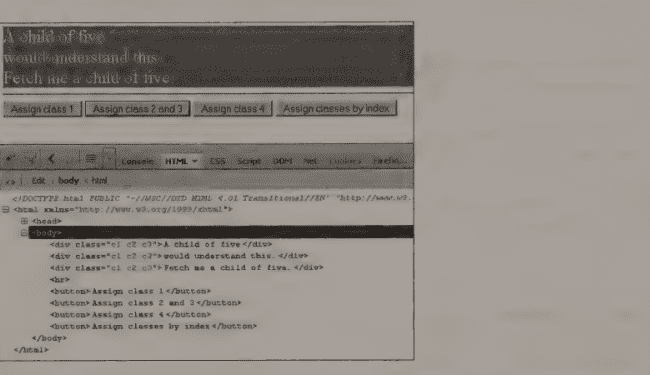 A child of five
would understand this
Fetch me a child of five
Assign class 1 Assign class 2 and 3 Assign class 4 Assign classes by index
Console HTML CSS Script DOM Net Cookies
Edit body < html
<!DOCTYPE html PUBLIC "-//W3C//DTD HTML 4.01 Transitional//EN" "http://www.w3.
<html xmlns="http://www.w3.org/1999/xhtml">
<head>
<body>
<div class="c1 c2 c3">A child of five</div>
<div class="c1 c2 c3">would understand this.</div>
<div class="c1 c2 c3">Fetch me a child of five.</div>
<hr>
<button>Assign class 1</button>
<button>Assign class 2 and 3</button>
<button>Assign class 4</button>
<button>Assign classes by index</button>
</body>
</html>